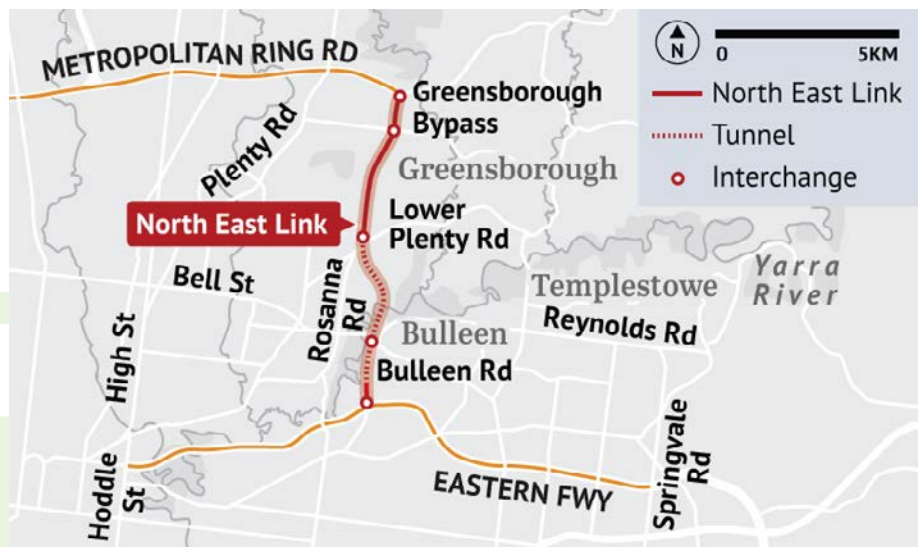 METROPOLITAN RING RD
Greensborough
Bypass
Plenty Rd
Greensborough
North East Link
Lower
Plenty Rd
Bell St
Rosanna
Rd
High St
Templestowe
Yarra
River
Bulleen
Reynolds Rd
Bulleen Rd
Hoddle
St
EASTERN FWY
Springvale
Rd
N
0
5KM
North East Link
Tunnel
Interchange